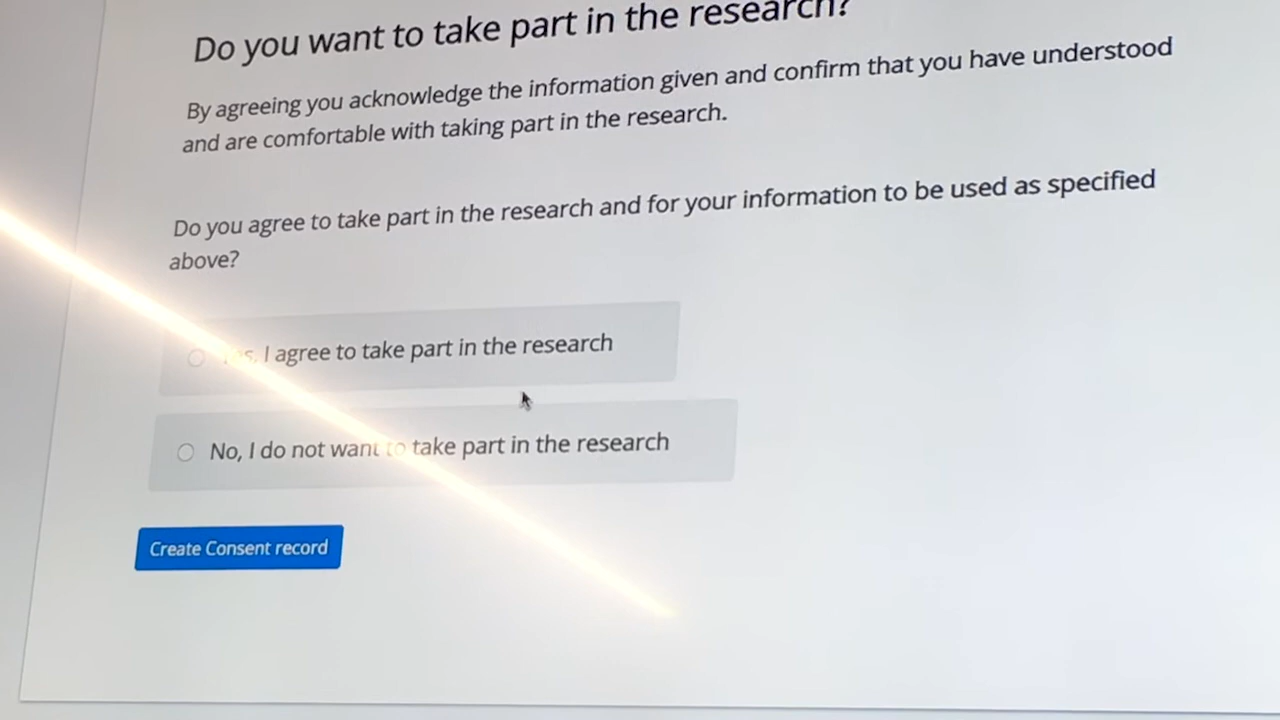 Do you want to take part in the research?
By agreeing you acknowledge the information given and confirm that you have understood
and are comfortable with taking part in the research.
Do you agree to take part in the research and for your information to be used as specified
above?
Yes, I agree to take part in the research
No, I do not want to take part in the research
Create Consent record